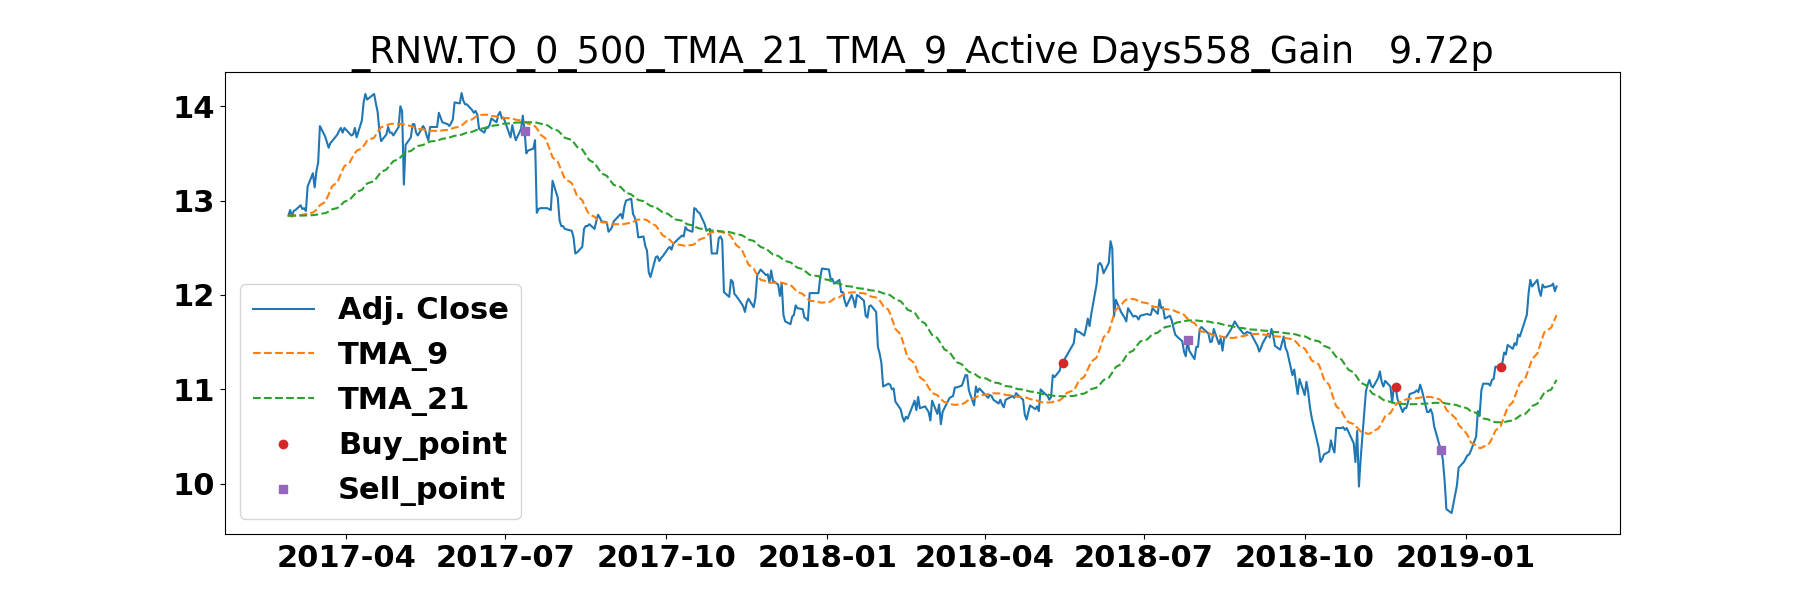 _RNW.TO_0_500_TMA_21_TMA_9_Active Days558_Gain   9.72p
14
13
12
11
10
Adj. Close
TMA_9
TMA_21
Buy_point
Sell_point
2017-04 2017-07 2017-10 2018-01 2018-04 2018-07 2018-10 2019-01